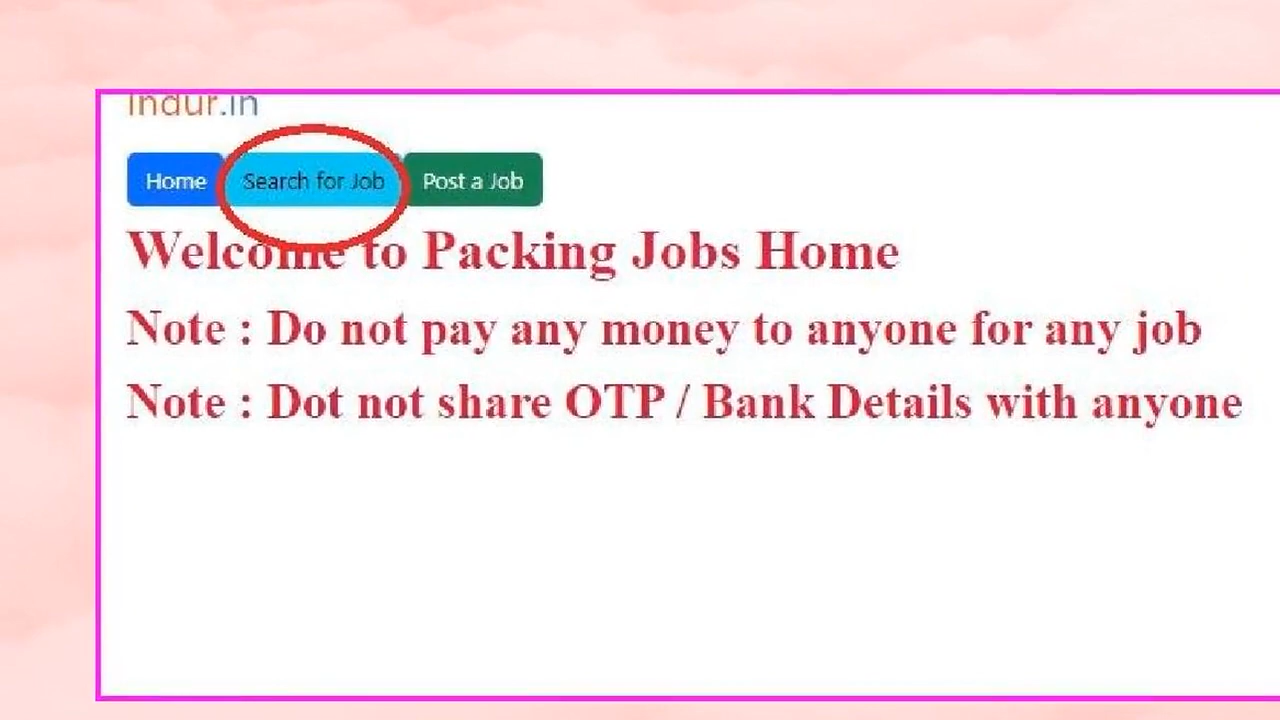 Indur.in
Home Search for Job Post a Job
Welcome to Packing Jobs Home
Note : Do not pay any money to anyone for any job
Note : Dot not share OTP / Bank Details with anyone